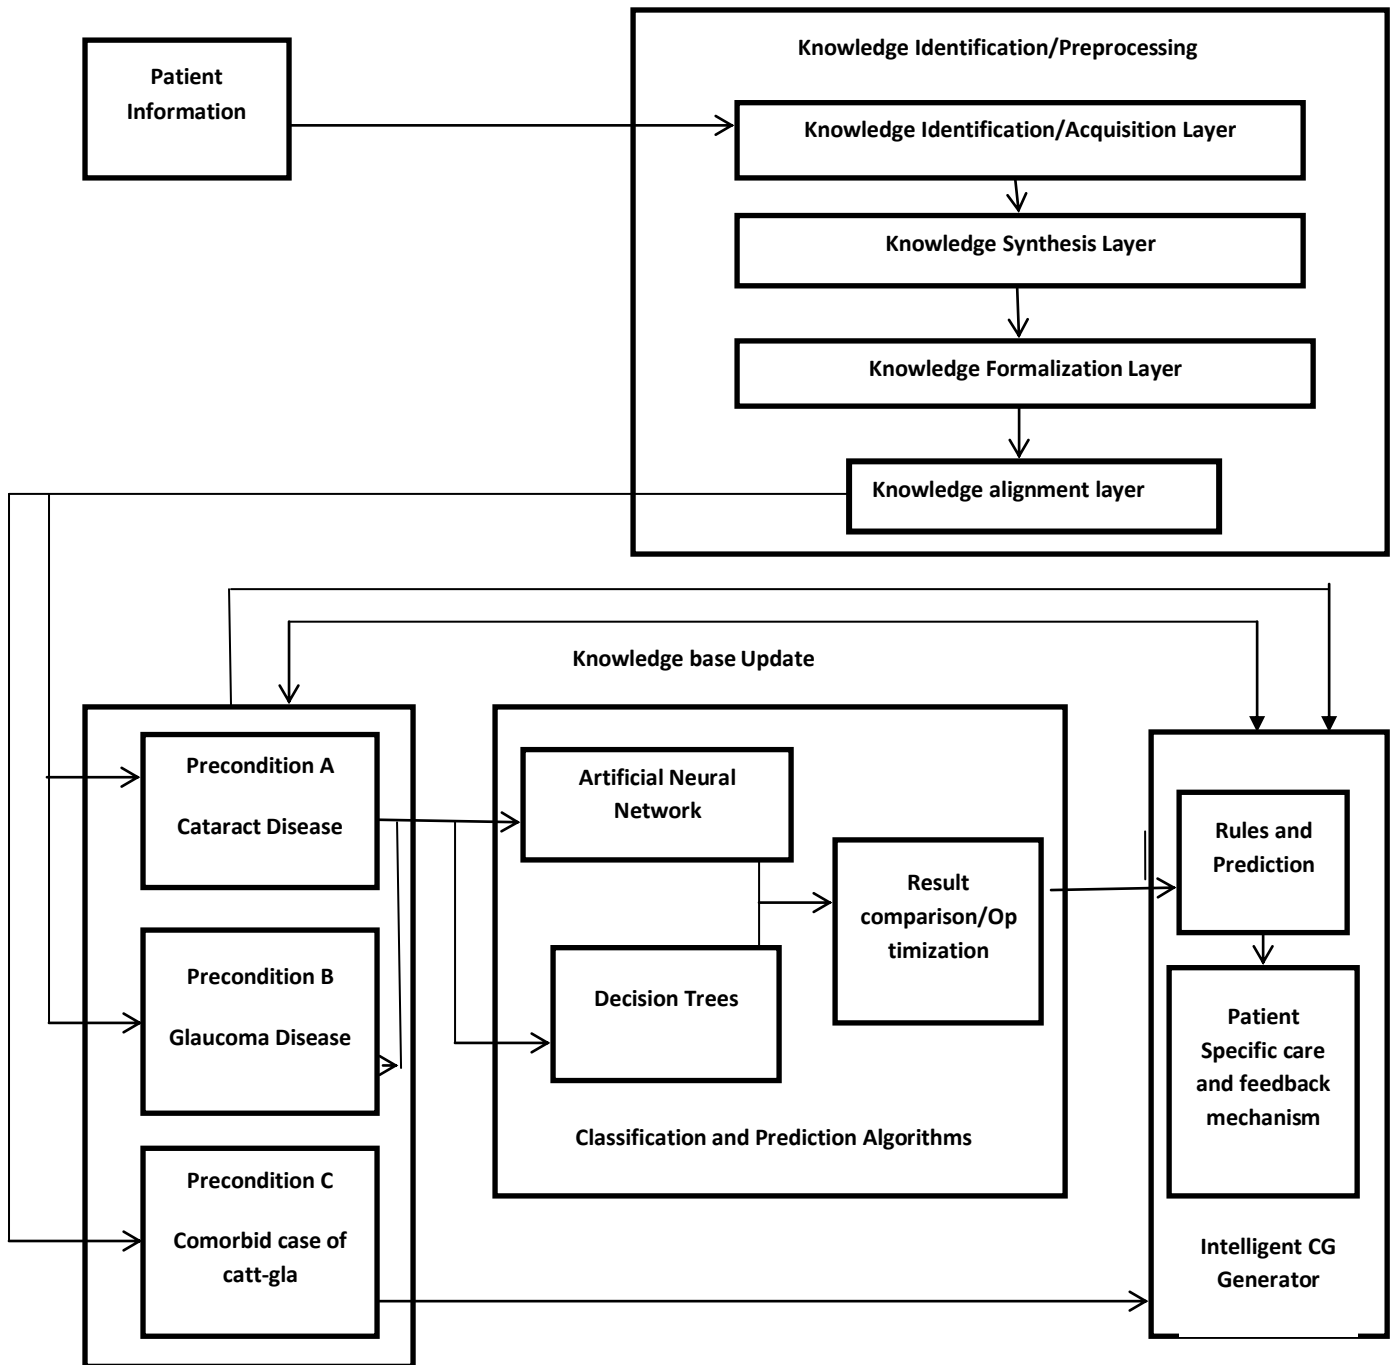 Patient
Information
Knowledge Identification/Preprocessing
Knowledge Identification/Acquisition Layer
Knowledge Synthesis Layer
Knowledge Formalization Layer
Knowledge alignment layer
Knowledge base Update
Precondition A
Cataract Disease
Precondition B
Glaucoma Disease
Precondition C
Comorbid case of
catt-gla
Artificial Neural
Network
Decision Trees
Result
comparison/Op
timization
Classification and Prediction Algorithms
Rules and
Prediction
Patient
Specific care
and feedback
mechanism
Intelligent CG
Generator